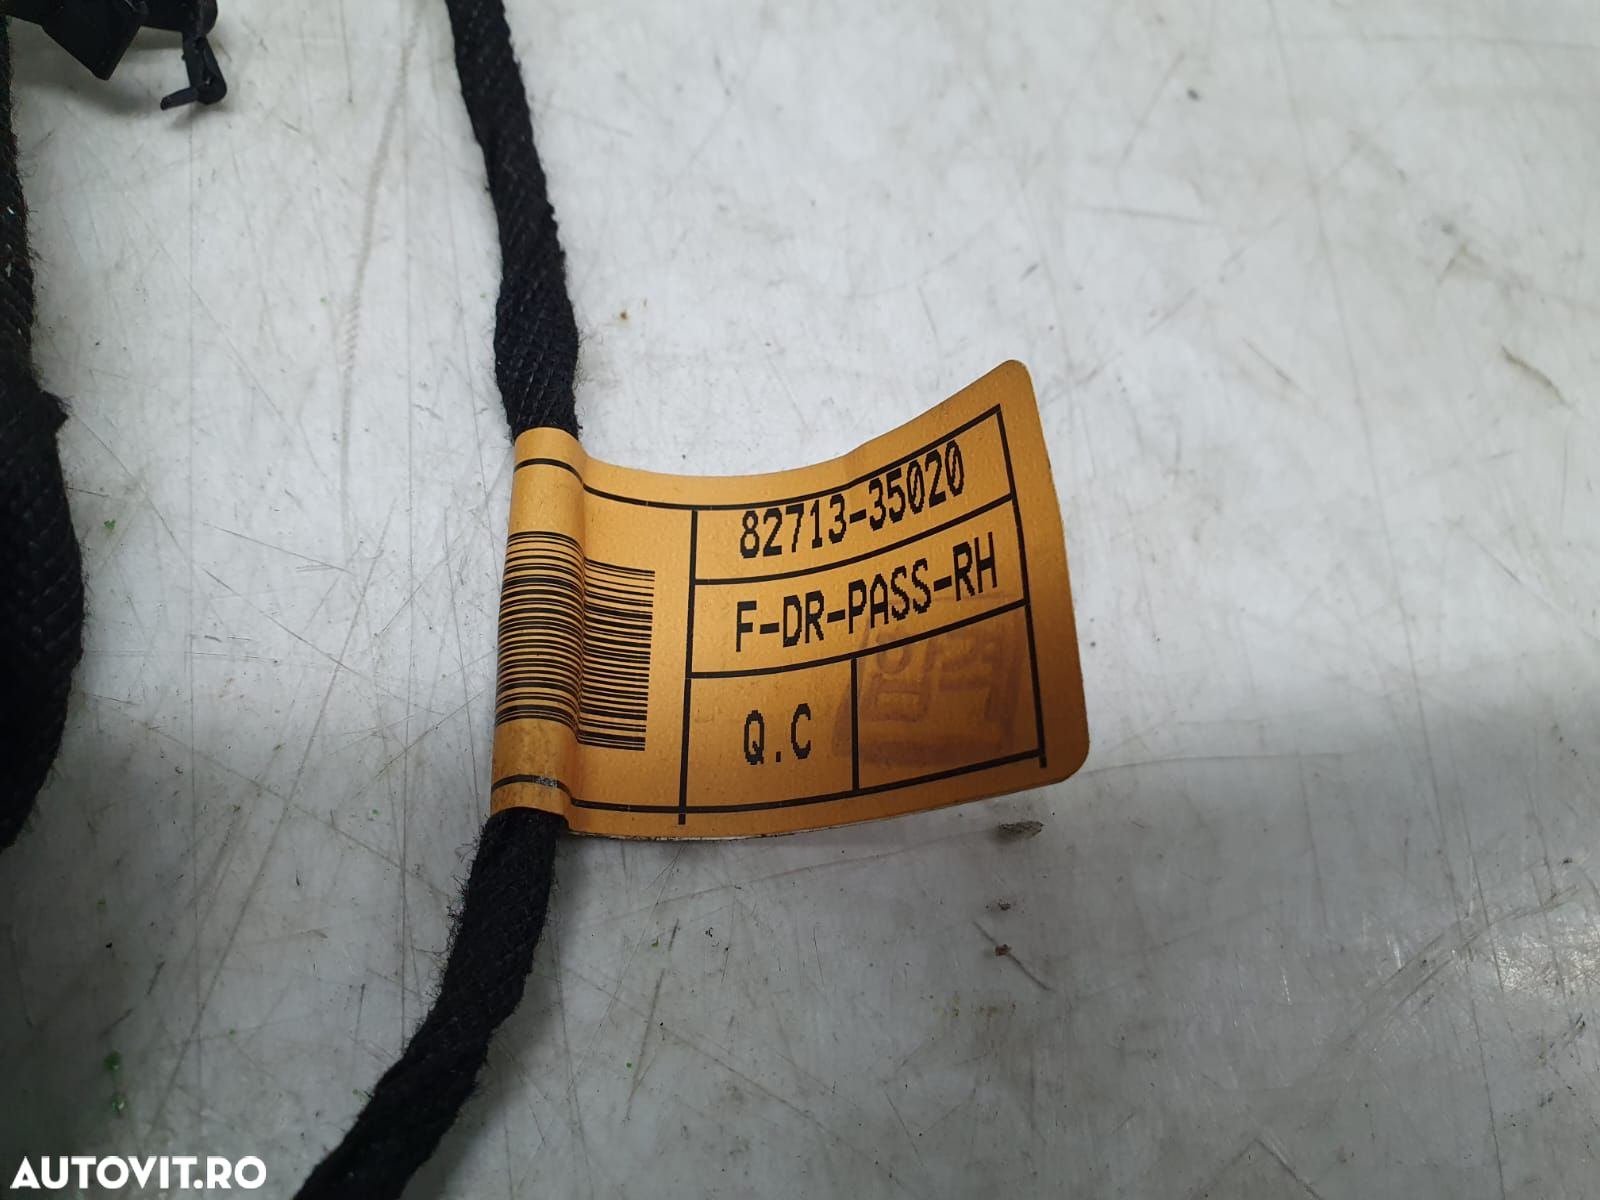 82713-35020
F-DR-PASS-RH
Q.C
AUTOVIT.RO